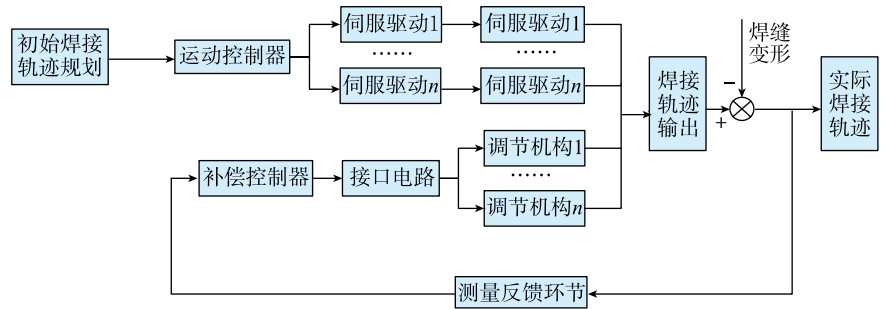 初始焊接
轨迹规划
运动控制器
伺服驱动1
……
伺服驱动n
伺服驱动1
……
伺服驱动n
焊接
轨迹
输出
焊缝
变形
−
+
实际
焊接
轨迹
补偿控制器
接口电路
调节机构1
……
调节机构n
测量反馈环节